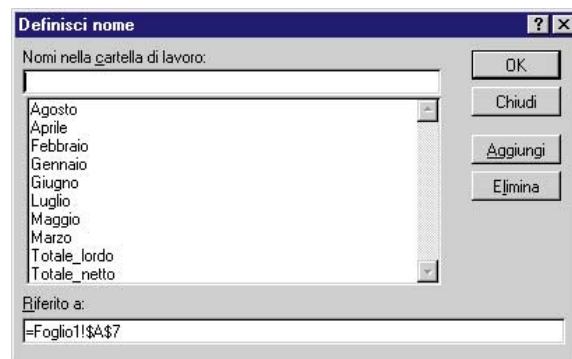 Definisci nome
Nomi nella cartella di lavoro:
OK
Chiudi
Aggiungi
Elimina
Agosto
Aprile
Febbraio
Gennaio
Giugno
Luglio
Maggio
Marzo
Totale_lordo
Totale_netto
Riferito a:
=Foglio1!$A$7